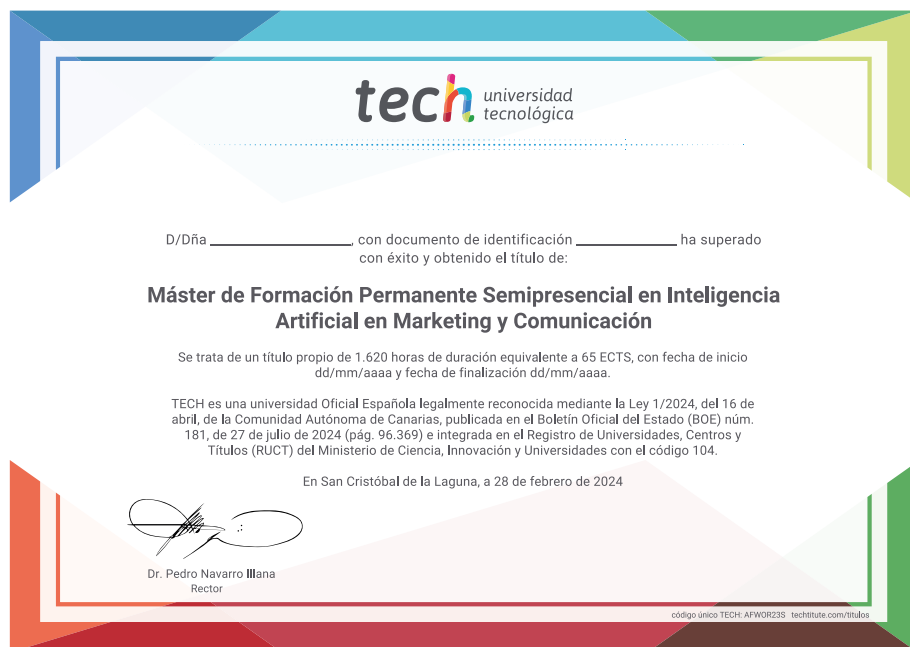 tech universidad
tecnológica
D/Dña ____________________, con documento de identificación ______________ ha superado
con éxito y obtenido el título de:
Máster de Formación Permanente Semipresencial en Inteligencia
Artificial en Marketing y Comunicación
Se trata de un título propio de 1.620 horas de duración equivalente a 65 ECTS, con fecha de inicio
dd/mm/aaaa y fecha de finalización dd/mm/aaaa.
TECH es una universidad Oficial Española legalmente reconocida mediante la Ley 1/2024, del 16 de
abril, de la Comunidad Autónoma de Canarias, publicada en el Boletín Oficial del Estado (BOE) núm.
181, de 27 de julio de 2024 (pág. 96.369) e integrada en el Registro de Universidades, Centros y
Títulos (RUCT) del Ministerio de Ciencia, Innovación y Universidades con el código 104.
En San Cristóbal de la Laguna, a 28 de febrero de 2024
Dr. Pedro Navarro Illana
Rector
código único TECH: AFWOR23S techtitute.com/titulos